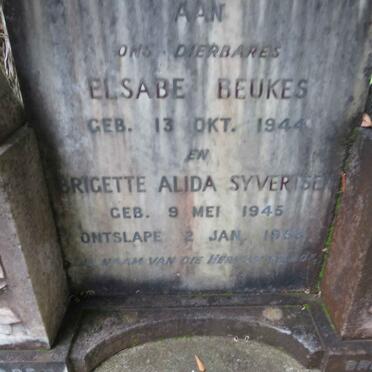 AAN
ONS DIERBARES
ELSABE BEUKES
GEB. 13 OKT. 1944
EN
BRIGETTE ALIDA SYVERTSEN
GEB. 9 MEI 1945
ONTSLAPE 2 JAN.
NAAM VAN DIE